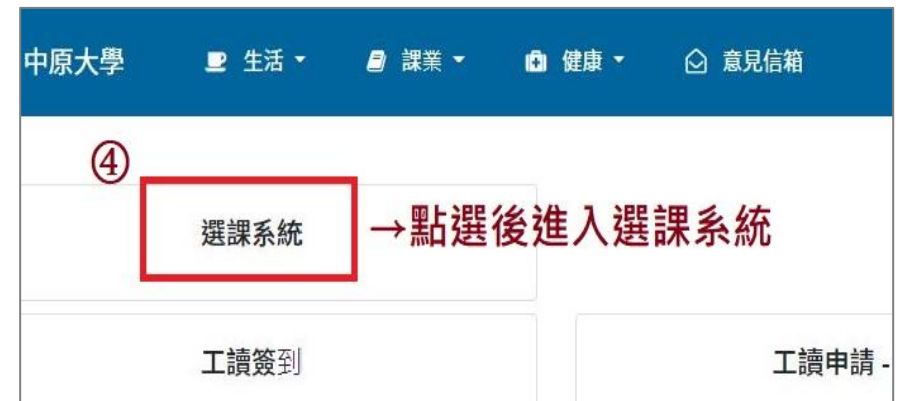 中原大學 生活 課業 健康 意見信箱
④
選課系統 →點選後進入選課系統
工讀簽到 工讀申請 -